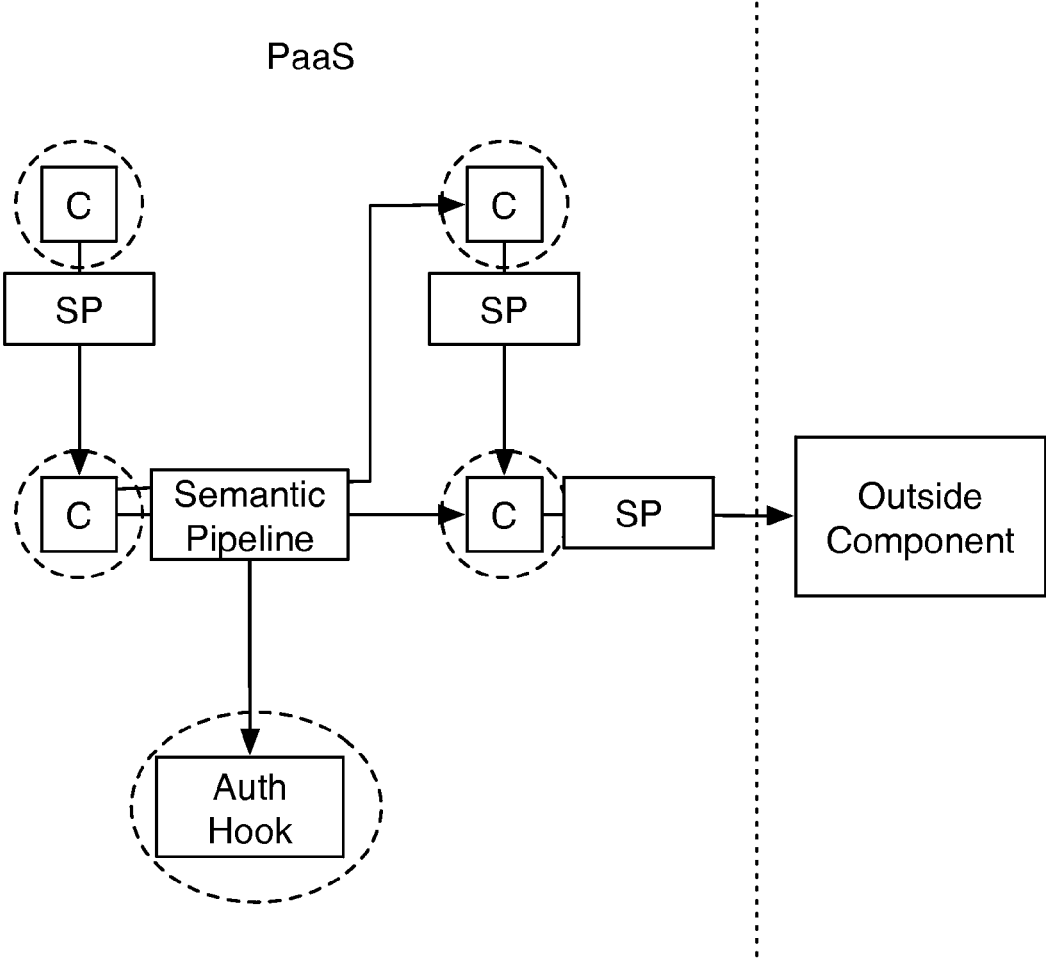 PaaS
C
C
SP
SP
C
Semantic
Pipeline
C
SP
Outside
Component
Auth
Hook